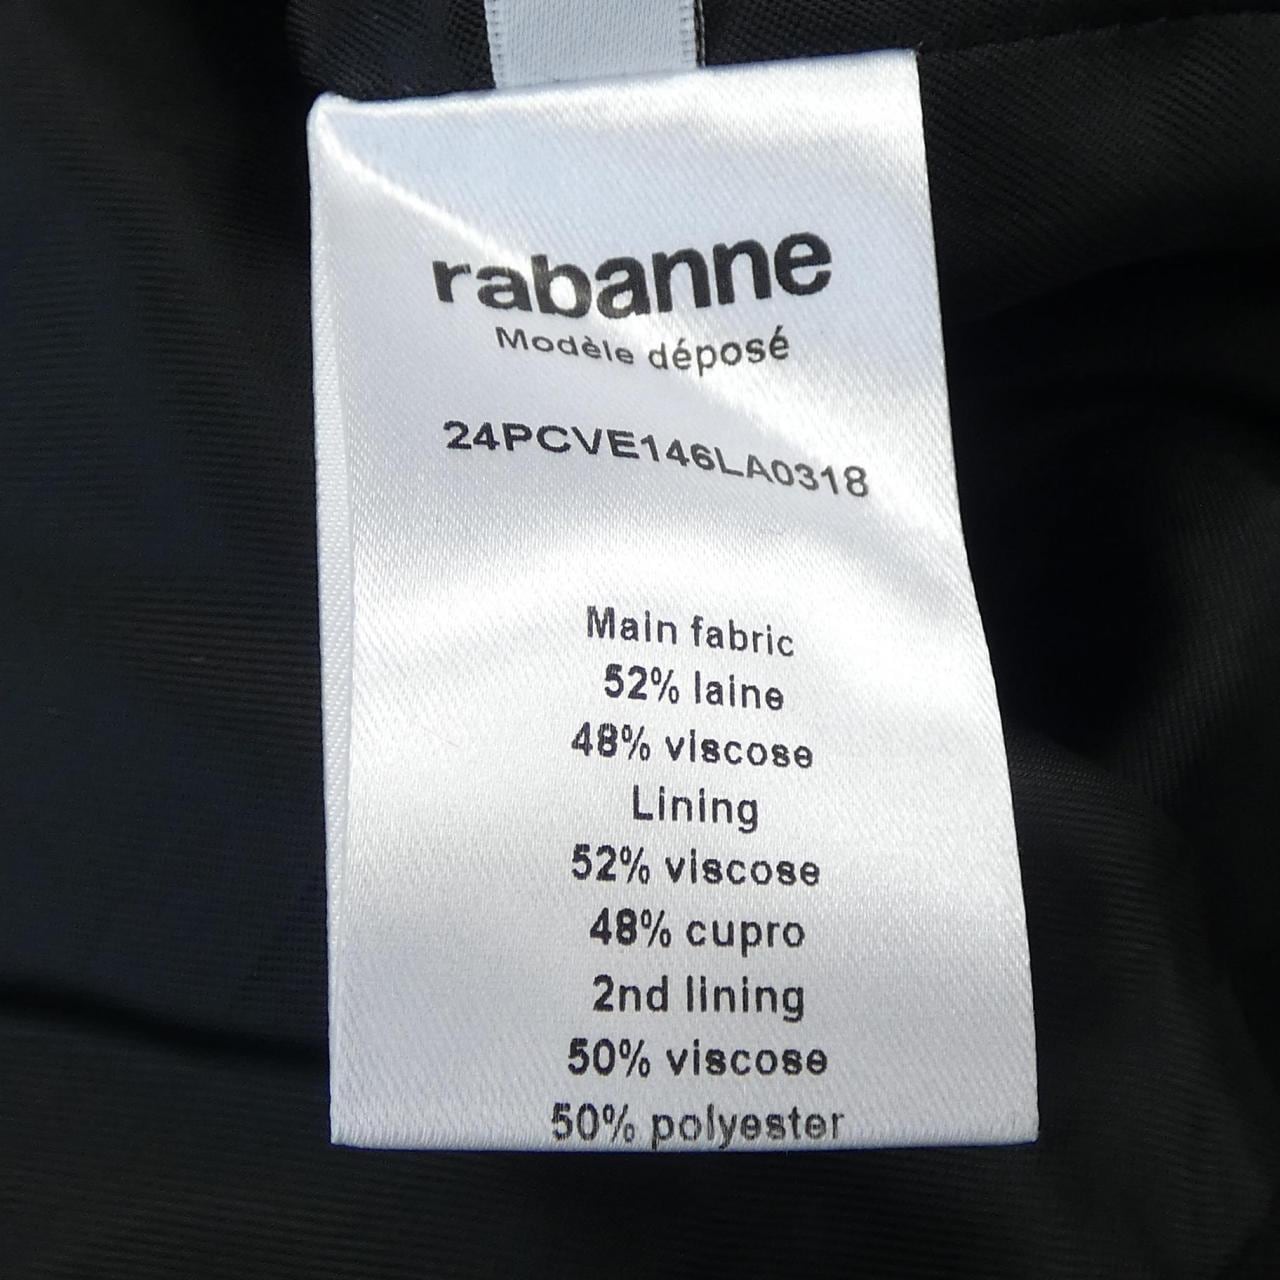 rabanne
Modèle déposé
24PCVE146LA0318
Main fabric
52% laine
48% viscose
Lining
52% viscose
48% cupro
2nd lining
50% viscose
50% polyester